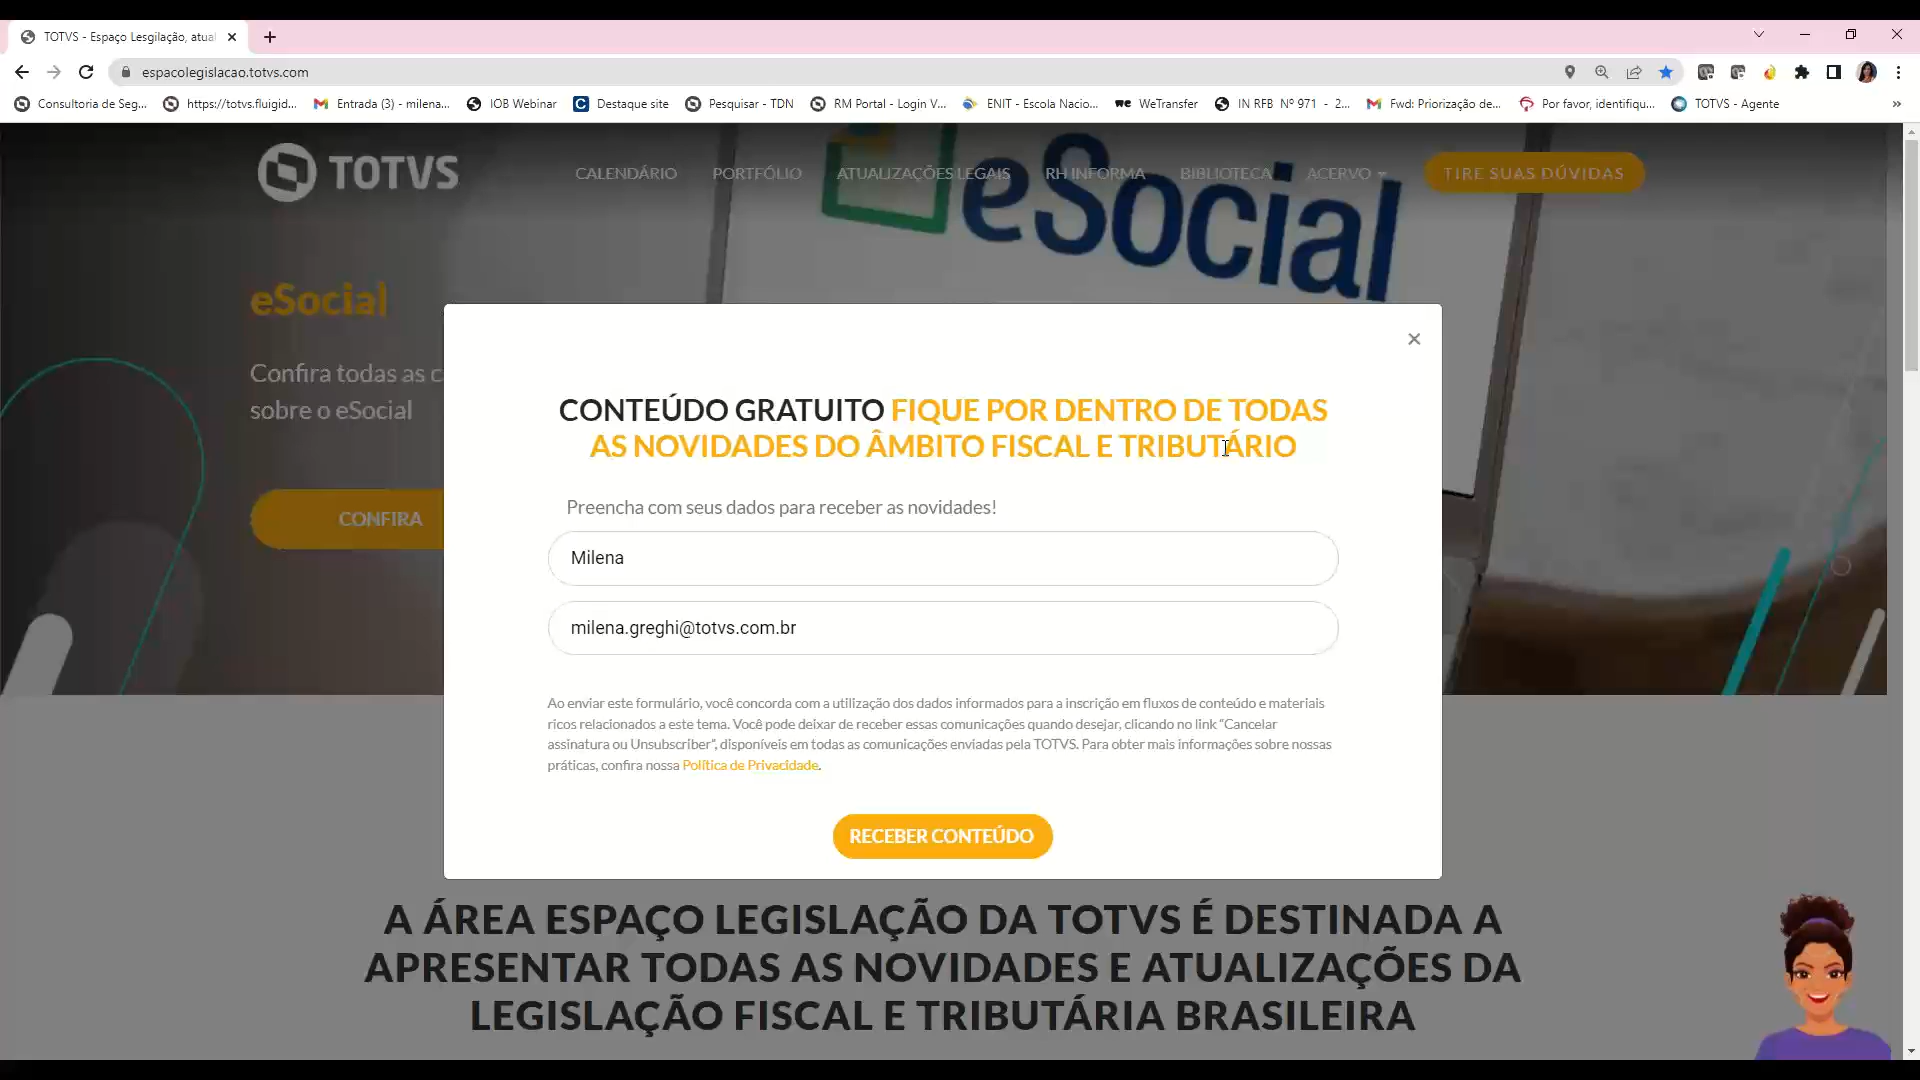 TOTVS - Espaço Lesgilação, atua
espacolegislacao.totvs.com
Consultoria de Seg...
https://totvs.fluigid...
Entrada (3) - milena...
IOB Webinar
Destaque site
Pesquisar - TDN
RM Portal - Login V...
ENIT - Escola Nacio...
WeTransfer
IN RFB Nº 971 - 2...
Fwd: Priorização de...
Por favor, identifiqu...
TOTVS - Agente
TOTVS
CALENDÁRIO
PORTFÓLIO
ATUALIZAÇÕES LEGAIS
RH INFORMA
BIBLIOTECA
ACERVO
TIRE SUAS DÚVIDAS
eSocial
eSocial
Confira todas as c
sobre o eSocial
CONFIRA
CONTEÚDO GRATUITO FIQUE POR DENTRO DE TODAS
AS NOVIDADES DO ÂMBITO FISCAL E TRIBUTÁRIO
Preencha com seus dados para receber as novidades!
Milena
milena.greghi@totvs.com.br
Ao enviar este formulário, você concorda com a utilização dos dados informados para a inscrição em fluxos de conteúdo e materiais
ricos relacionados a este tema. Você pode deixar de receber essas comunicações quando desejar, clicando no link “Cancelar
assinatura ou Unsubscriber”, disponíveis em todas as comunicações enviadas pela TOTVS. Para obter mais informações sobre nossas
práticas, confira nossa Política de Privacidade.
RECEBER CONTEÚDO
A ÁREA ESPAÇO LEGISLAÇÃO DA TOTVS É DESTINADA A
APRESENTAR TODAS AS NOVIDADES E ATUALIZAÇÕES DA
LEGISLAÇÃO FISCAL E TRIBUTÁRIA BRASILEIRA